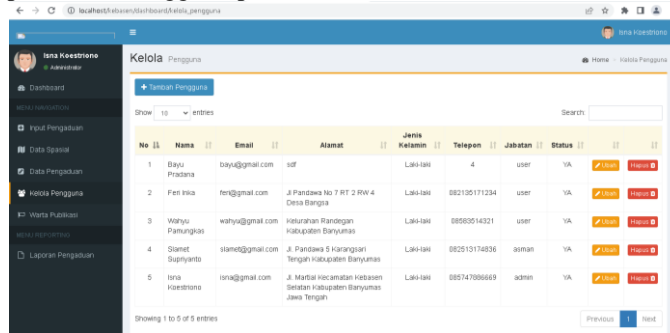 localhost/kebasen/dashboard/kelola_pengguna
Isna Koestriono
Isna Koestriono
Administrator
Kelola Pengguna
Home
Kelola Pengguna
Dashboard
MENU NAVIGATION
Input Pengaduan
Data Spasial
Data Pengaduan
Kelola Pengguna
Warta Publikasi
MENU REPORTING
Laporan Pengaduan
+ Tambah Pengguna
Show 10 entries
Search:
No Nama Email Alamat Jenis Kelamin Telepon Jabatan Status
1 Bayu Pradana bayu@gmail.com sdf Laki-laki 4 user YA Ubah Hapus
2 Feri Inka feri@gmail.com Jl Pandawa No 7 RT 2 RW 4 Desa Bangsa Laki-laki 082135171234 user YA Ubah Hapus
3 Wahyu Pamungkas wahyu@gmail.com Kelurahan Randegan Kabupaten Banyumas Laki-laki 08583514321 user YA Ubah Hapus
4 Slamet Supriyanto slamet@gmail.com Jl. Pandawa 5 Karangsari Tengah Kabupaten Banyumas Laki-laki 082513174836 asman YA Ubah Hapus
5 Isna Koestriono isna@gmail.com Jl. Martial Kecamatan Kebasen Selatan Kabupaten Banyumas Jawa Tengah Laki-laki 085747886669 admin YA Ubah Hapus
Showing 1 to 5 of 5 entries
Previous 1 Next